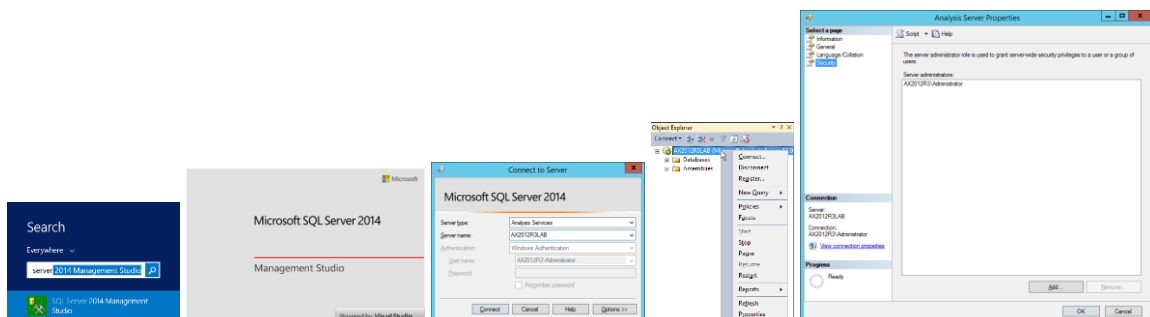 Search
Everywhere
server 2014 Management Studio
SQL Server 2014 Management
Studio
Microsoft
Microsoft SQL Server 2014
Management Studio
Powered by Visual Studio
Connect to Server
Microsoft SQL Server 2014
Server type:
Analysis Services
Server name:
AX2012R3LAB
Authentication:
Windows Authentication
User name:
AX2012R3\Administrator
Password:
Remember password
Connect
Cancel
Help
Options >>
Object Explorer
Connect
AX2012R3LAB
Databases
Assemblies
Connect...
Disconnect
Register...
New Query
Policies
Facets
Start
Stop
Pause
Resume
Restart
Reports
Refresh
Properties
Analysis Server Properties
Select a page
Information
General
Language/Collation
Security
Script
Help
The server administrator role is used to grant server-wide security privileges to a user or a group of
users.
Server administrators:
AX2012R3\Administrator
Connection
Server:
AX2012R3LAB
Connection:
AX2012R3\Administrator
View connection properties
Progress
Ready
Add...
Remove...
OK
Cancel